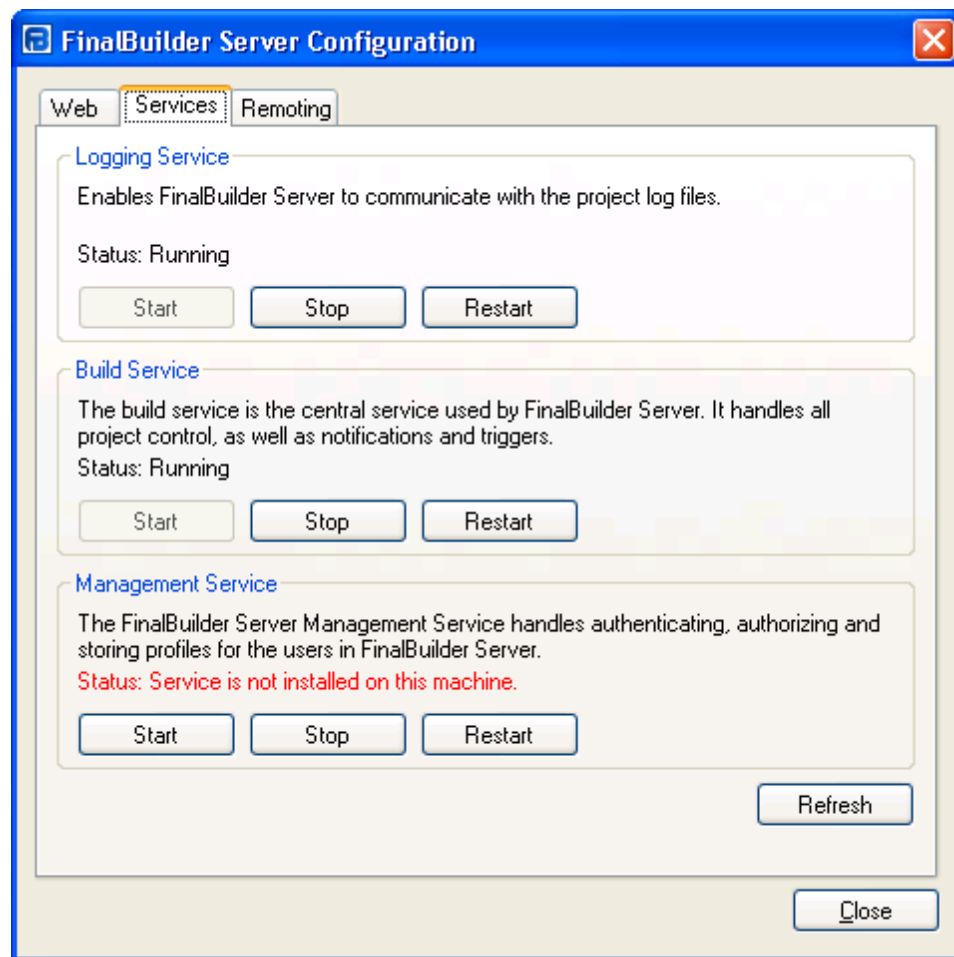 FinalBuilder Server Configuration
Web Services Remoting
Logging Service
Enables FinalBuilder Server to communicate with the project log files.
Status: Running
Start Stop Restart
Build Service
The build service is the central service used by FinalBuilder Server. It handles all
project control, as well as notifications and triggers.
Status: Running
Start Stop Restart
Management Service
The FinalBuilder Server Management Service handles authenticating, authorizing and
storing profiles for the users in FinalBuilder Server.
Status: Service is not installed on this machine.
Start Stop Restart
Refresh
Close